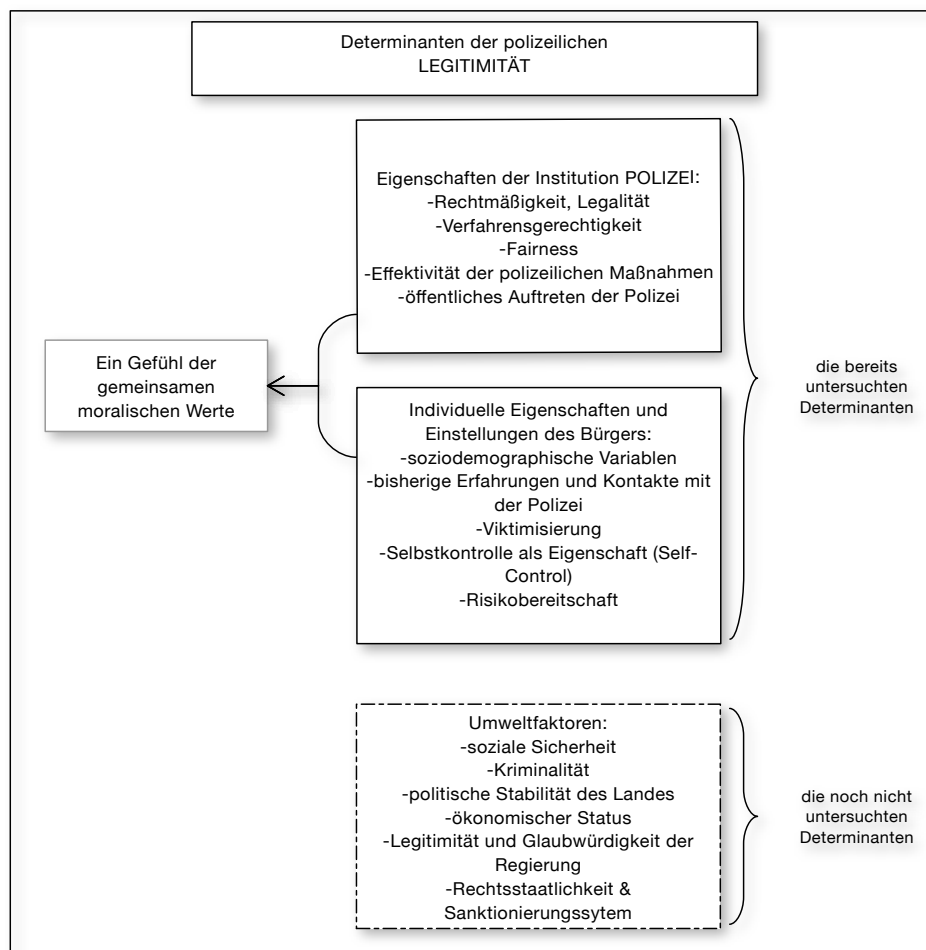 Determinanten der polizeilichen
LEGITIMITÄT
Eigenschaften der Institution POLIZEI:
-Rechtmäßigkeit, Legalität
-Verfahrensgerechtigkeit
-Fairness
-Effektivität der polizeilichen Maßnahmen
-öffentliches Auftreten der Polizei
Ein Gefühl der
gemeinsamen
moralischen Werte
die bereits
untersuchten
Determinanten
Individuelle Eigenschaften und
Einstellungen des Bürgers:
-soziodemographische Variablen
-bisherige Erfahrungen und Kontakte mit
der Polizei
-Viktimisierung
-Selbstkontrolle als Eigenschaft (Self-
Control)
-Risikobereitschaft
Umweltfaktoren:
-soziale Sicherheit
-Kriminalität
-politische Stabilität des Landes
-ökonomischer Status
-Legitimität und Glaubwürdigkeit der
Regierung
-Rechtsstaatlichkeit &
Sanktionierungssytem
die noch nicht
untersuchten
Determinanten